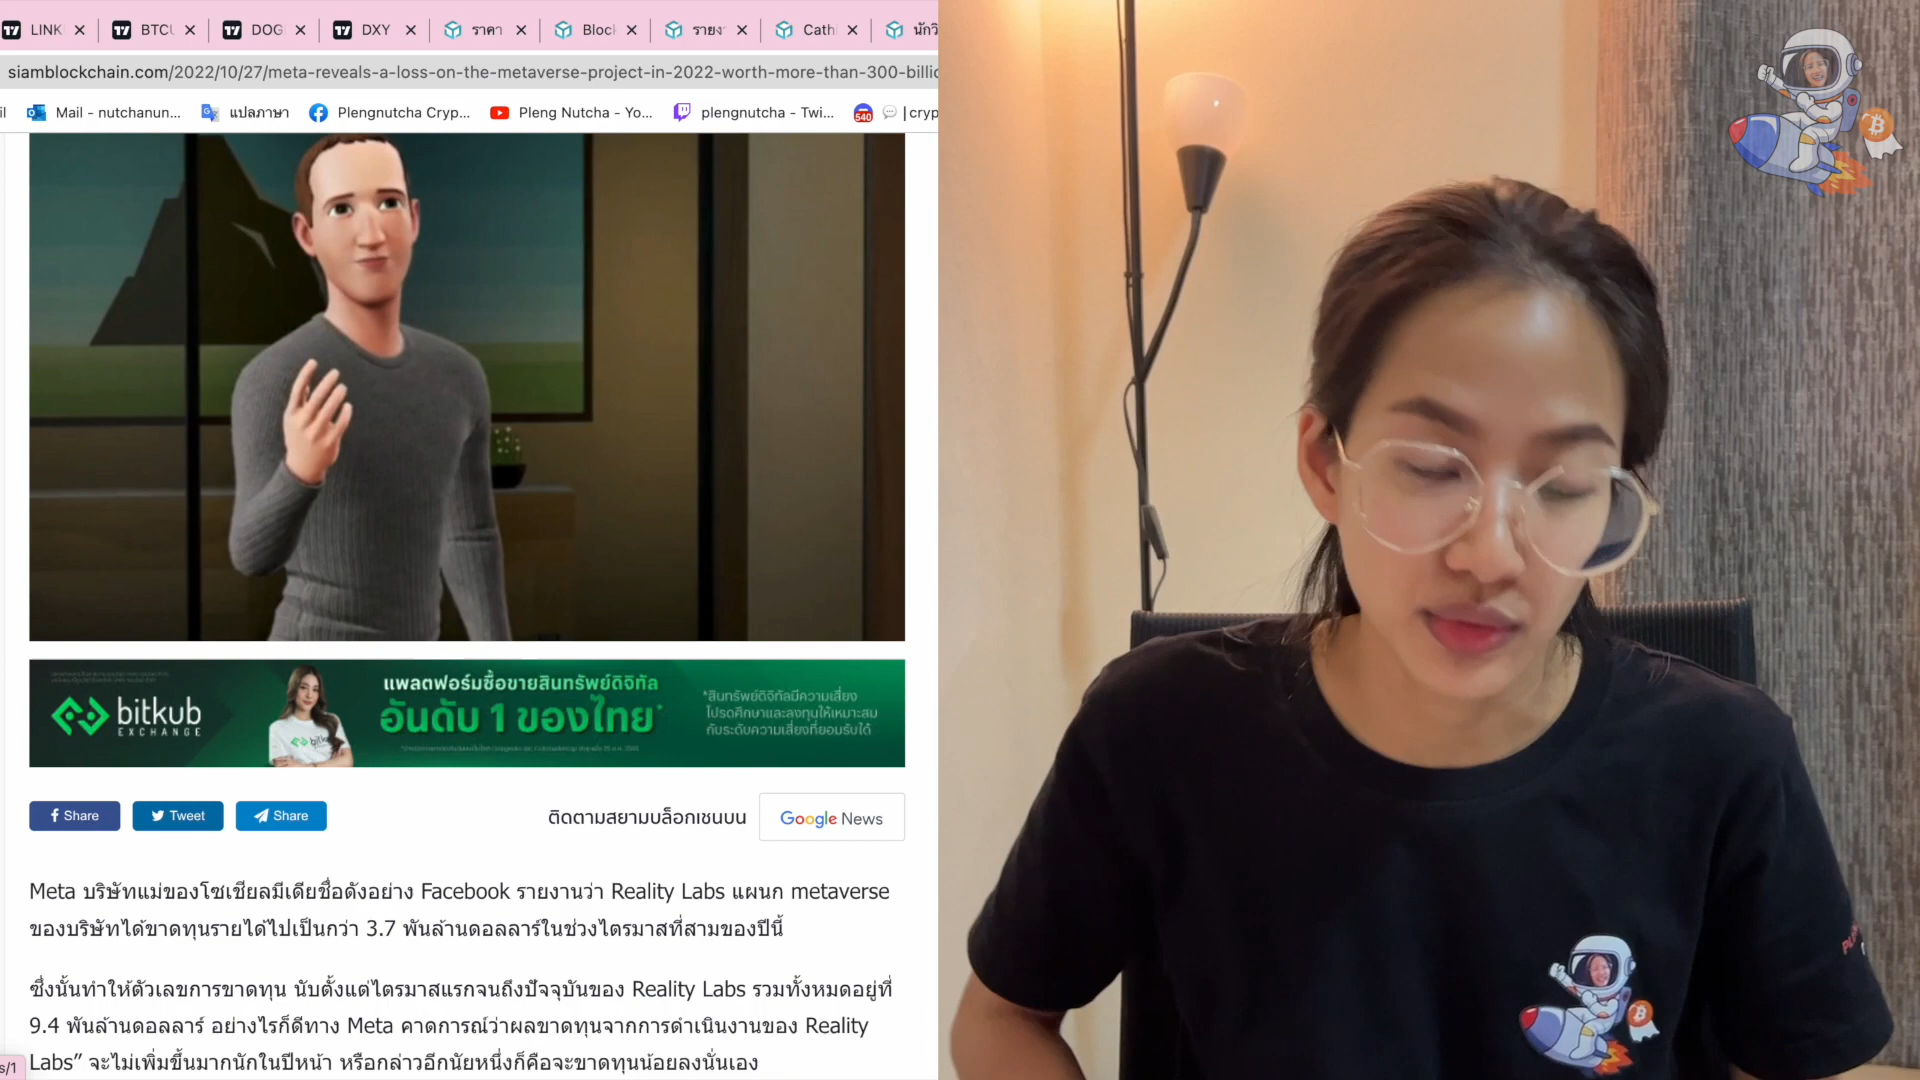 LINK
BTCU
DOG
DXY
ราคา
Block
รายง
Cathi
นักวิ
siamblockchain.com/2022/10/27/meta-reveals-a-loss-on-the-metaverse-project-in-2022-worth-more-than-300-billio
Mail - nutchanun...
แปลภาษา
Plengnutcha Cryp...
Pleng Nutcha - Yo...
plengnutcha - Twi...
540
|cryp
bitkub
EXCHANGE
แพลตฟอร์มซื้อขายสินทรัพย์ดิจิทัล
อันดับ 1 ของไทย*
*สินทรัพย์ดิจิทัลมีความเสี่ยง
โปรดศึกษาและลงทุนให้เหมาะสม
กับระดับความเสี่ยงที่ยอมรับได้
Share
Tweet
Share
ติดตามสยามบล็อกเชนบน
Google News
Meta บริษัทแม่ของโซเชียลมีเดียชื่อดังอย่าง Facebook รายงานว่า Reality Labs แผนก metaverse
ของบริษัทได้ขาดทุนรายได้ไปเป็นกว่า 3.7 พันล้านดอลลาร์ในช่วงไตรมาสที่สามของปีนี้
ซึ่งนั้นทำให้ตัวเลขการขาดทุน นับตั้งแต่ไตรมาสแรกจนถึงปัจจุบันของ Reality Labs รวมทั้งหมดอยู่ที่
9.4 พันล้านดอลลาร์ อย่างไรก็ดีทาง Meta คาดการณ์ว่าผลขาดทุนจากการดำเนินงานของ Reality
Labs” จะไม่เพิ่มขึ้นมากนักในปีหน้า หรือกล่าวอีกนัยหนึ่งก็คือจะขาดทุนน้อยลงนั่นเอง
s/1